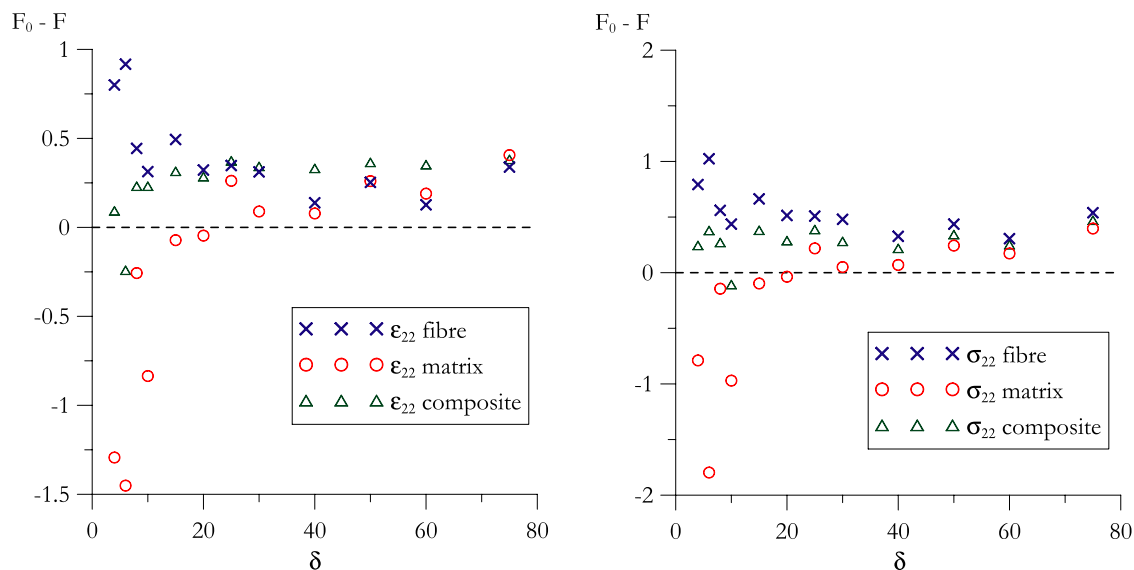 F₀ - F
1
0.5
0
-0.5
-1
-1.5
0
20
40
60
80
δ
ε₂₂ fibre
ε₂₂ matrix
ε₂₂ composite
F₀ - F
2
1
0
-1
-2
0
20
40
60
80
δ
σ₂₂ fibre
σ₂₂ matrix
σ₂₂ composite